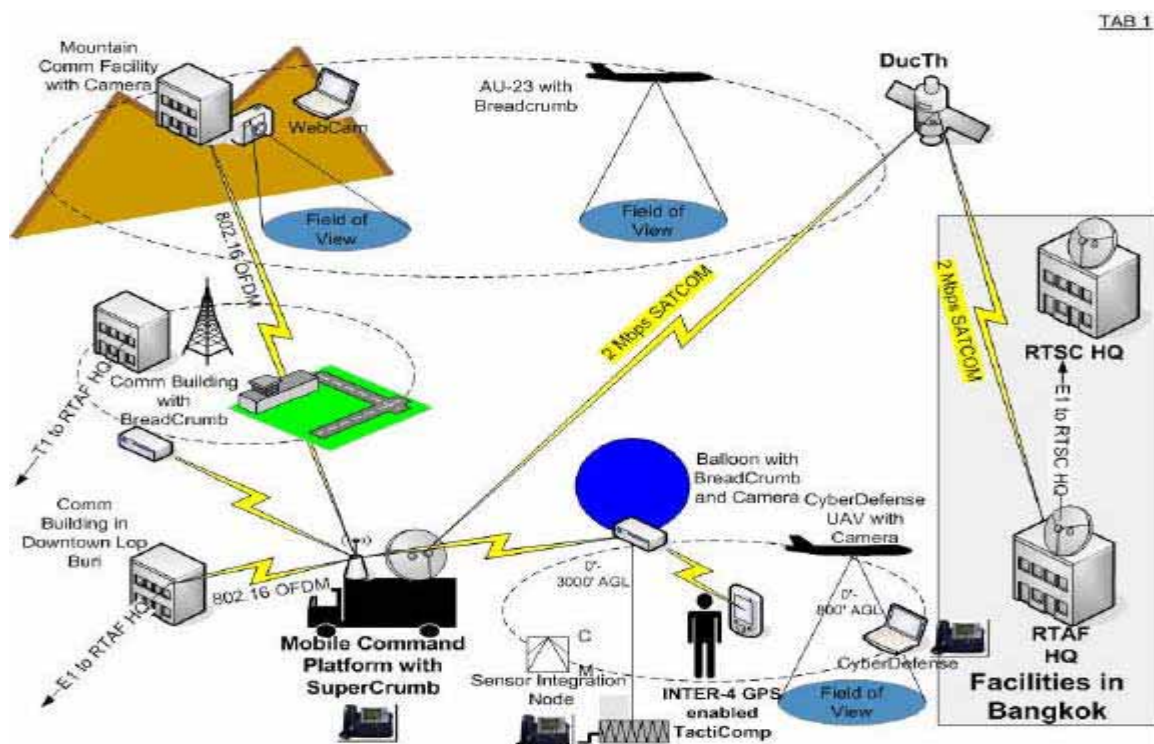 TAB 1
Mountain
Comm Facility
with Camera
WebCam
AU-23 with
Breadcrumb
DucTh
Field of
View
Field of
View
802.16 OFDM
2 Mbps SATCOM
2 Mbps SATCOM
RTSC HQ
E1 to RTSC HQ
Comm Building
with
BreadCrumb
T1 to RTAF HQ
Comm
Building in
Downtown Lop
Buri
E1 to RTAF HQ
802.16 OFDM
Balloon with
BreadCrumb
and Camera
CyberDefense
UAV with
Camera
0'-
3000' AGL
0'-
800' AGL
Mobile Command
Platform with
SuperCrumb
C
M
Sensor Integration
Node
INTER-4 GPS
enabled
TactiComp
CyberDefense
Field of
View
RTAF
HQ
Facilities in
Bangkok